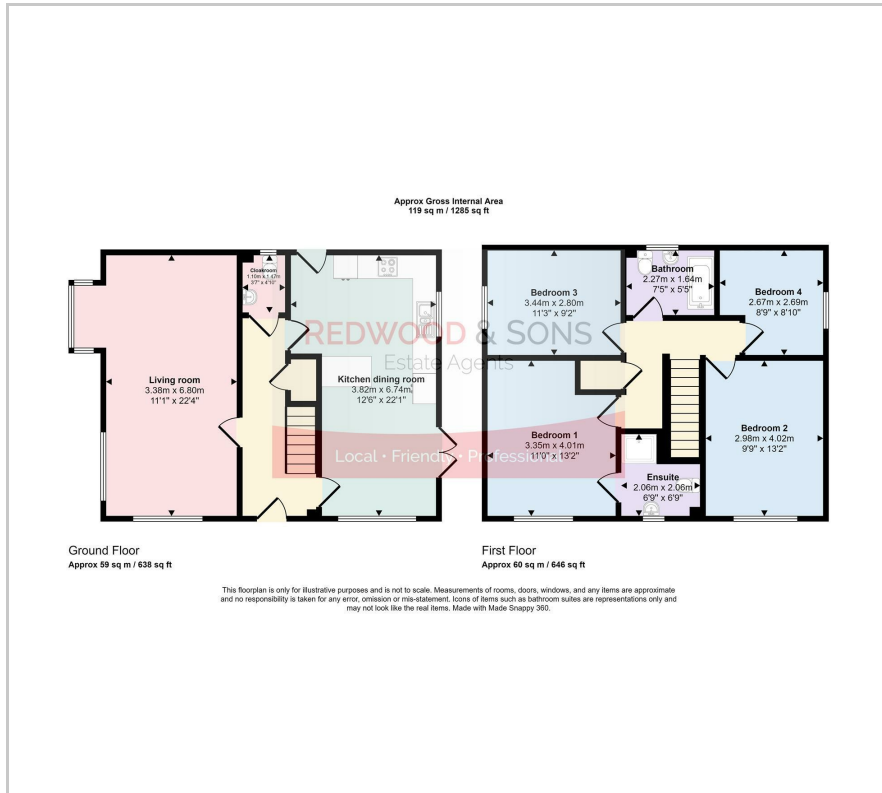 Approx Gross Internal Area
119 sq m / 1285 sq ft
Cloakroom
1.10m x 1.47m
3'7" x 4'10"
Living room
3.38m x 6.80m
11'1" x 22'4"
Kitchen dining room
3.82m x 6.74m
12'6" x 22'1"
Bedroom 3
3.44m x 2.80m
11'3" x 9'2"
Bathroom
2.27m x 1.64m
7'5" x 5'5"
Bedroom 4
2.67m x 2.69m
8'9" x 8'10"
Bedroom 1
3.35m x 4.01m
11'0" x 13'2"
Ensuite
2.06m x 2.06m
6'9" x 6'9"
Bedroom 2
2.98m x 4.02m
9'9" x 13'2"
REDWOOD & SONS
Estate Agents
Local • Friendly • Professional
Ground Floor
Approx 59 sq m / 638 sq ft
First Floor
Approx 60 sq m / 646 sq ft
This floorplan is only for illustrative purposes and is not to scale. Measurements of rooms, doors, windows, and any items are approximate
and no responsibility is taken for any error, omission or mis-statement. Icons of items such as bathroom suites are representations only and
may not look like the real items. Made with Made Snappy 360.